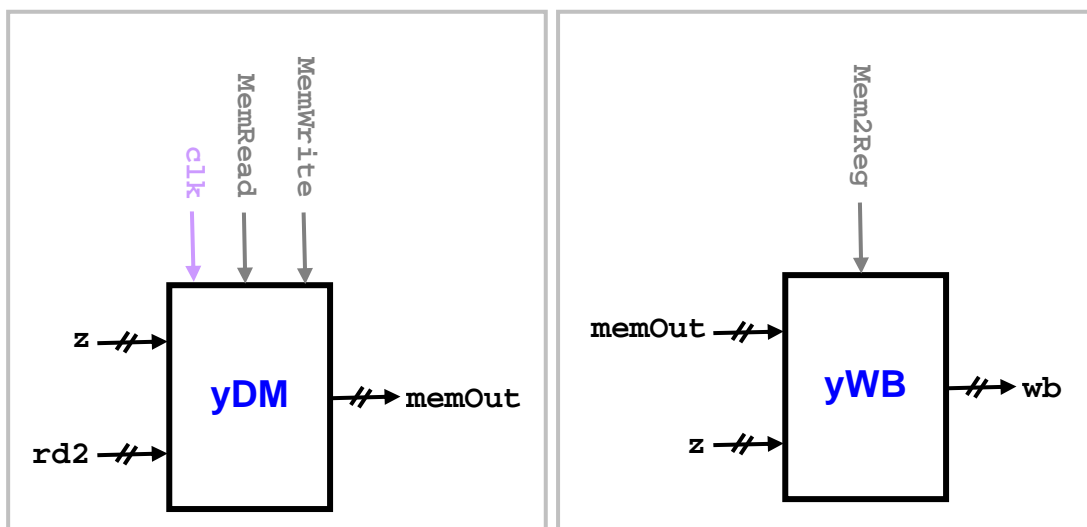 clk
MemRead
MemWrite
z
rd2
yDM
memOut
Mem2Reg
memOut
z
yWB
wb